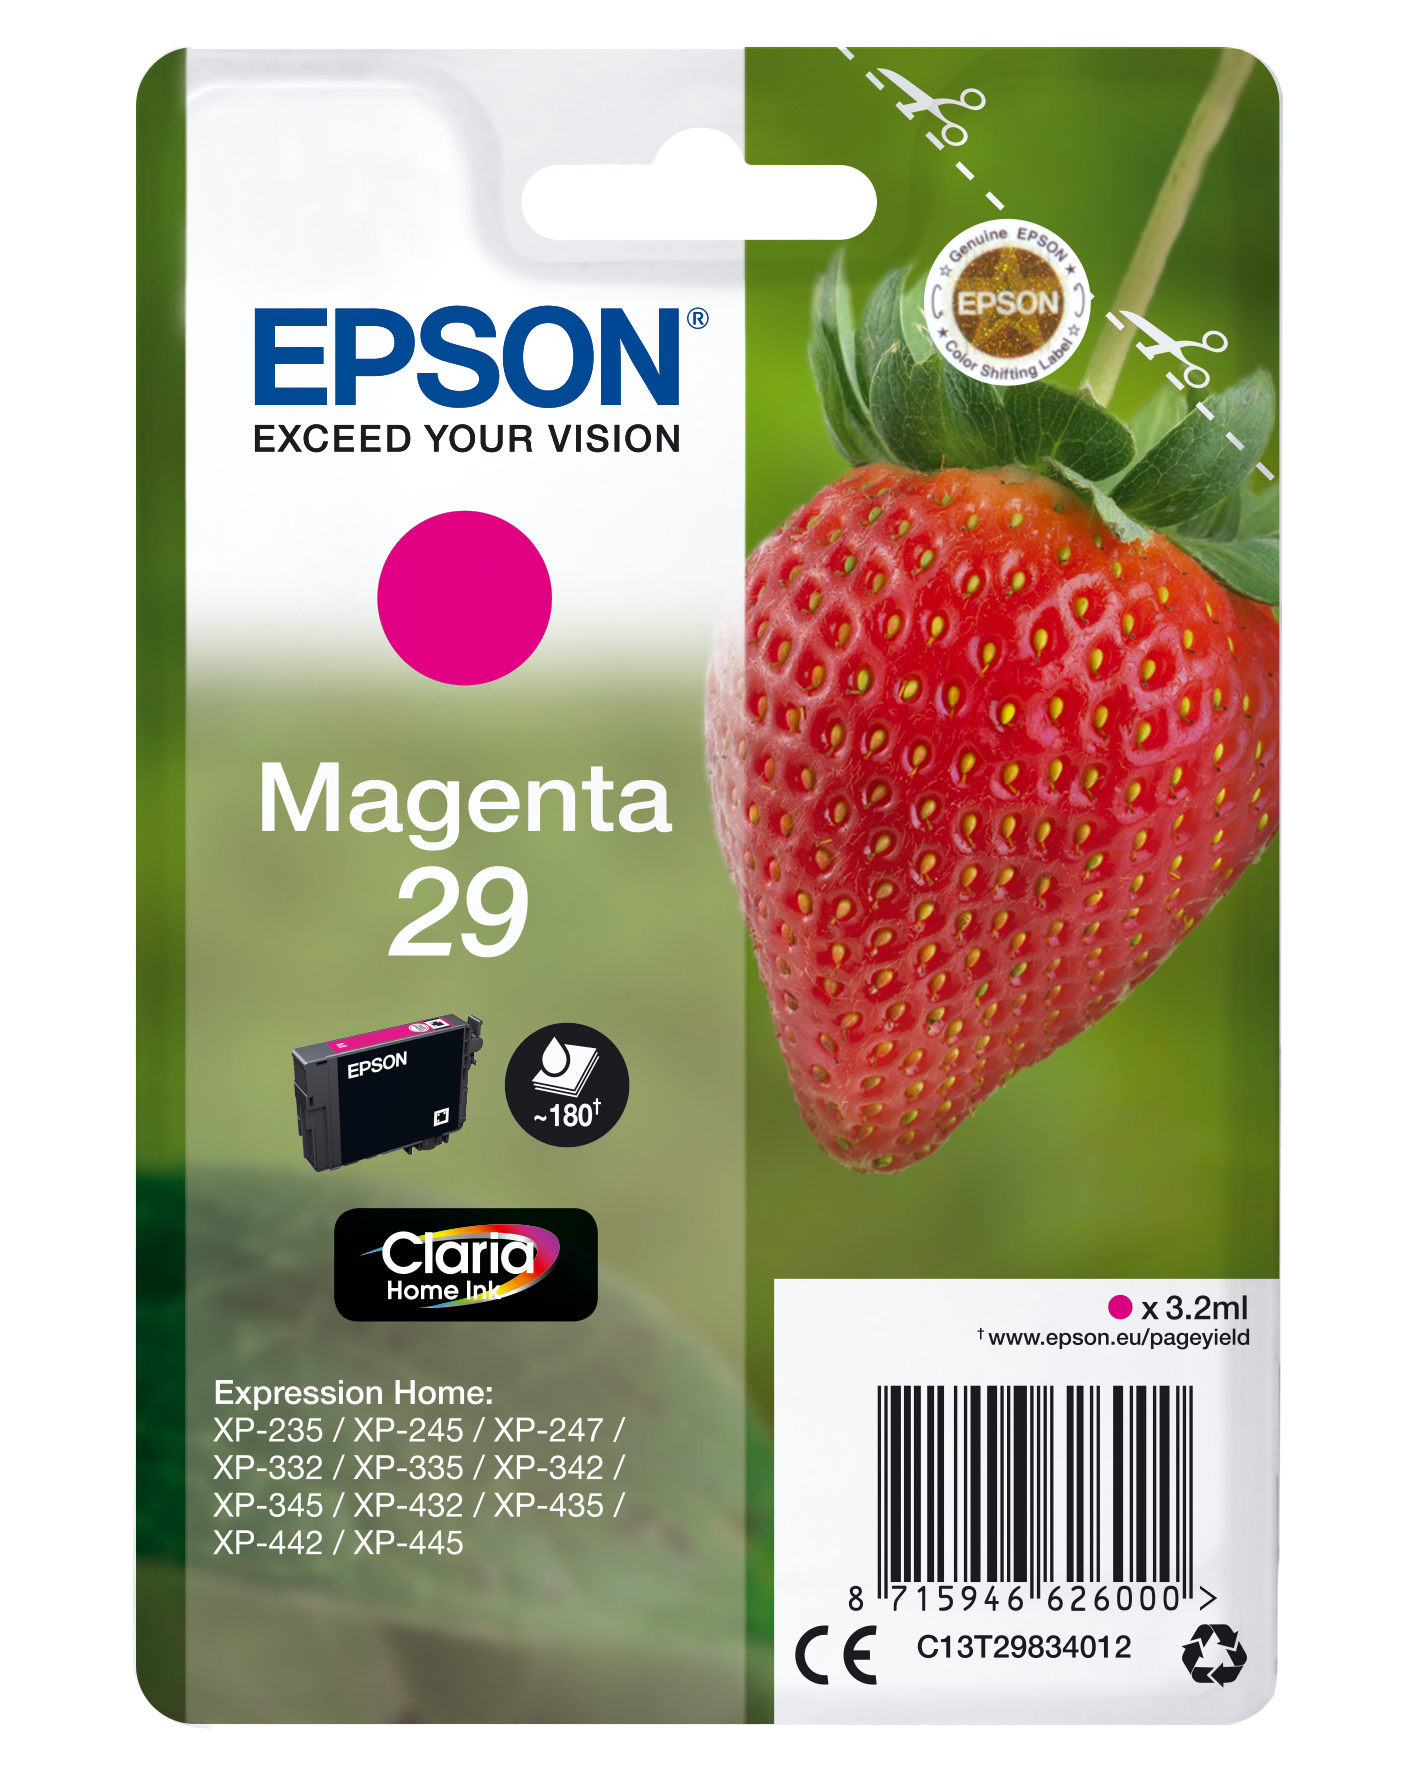 Genuine EPSON
EPSON
Color Shifting Label
EPSON®
EXCEED YOUR VISION
Magenta
29
EPSON
~180†
Claria
Home Ink
x 3.2ml
† www.epson.eu/pageyield
Expression Home:
XP-235 / XP-245 / XP-247 /
XP-332 / XP-335 / XP-342 /
XP-345 / XP-432 / XP-435 /
XP-442 / XP-445
8 715946 626000 >
CE
C13T29834012